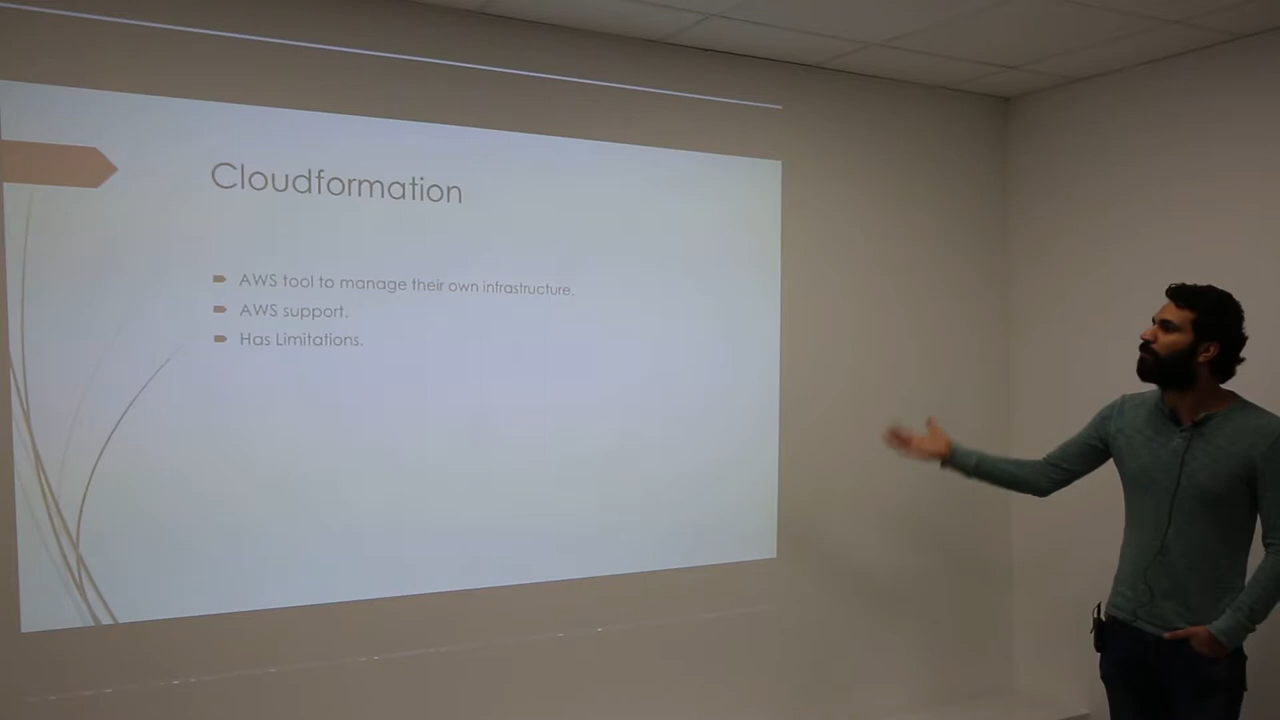 Cloudformation
AWS tool to manage their own infrastructure.
AWS support.
Has Limitations.